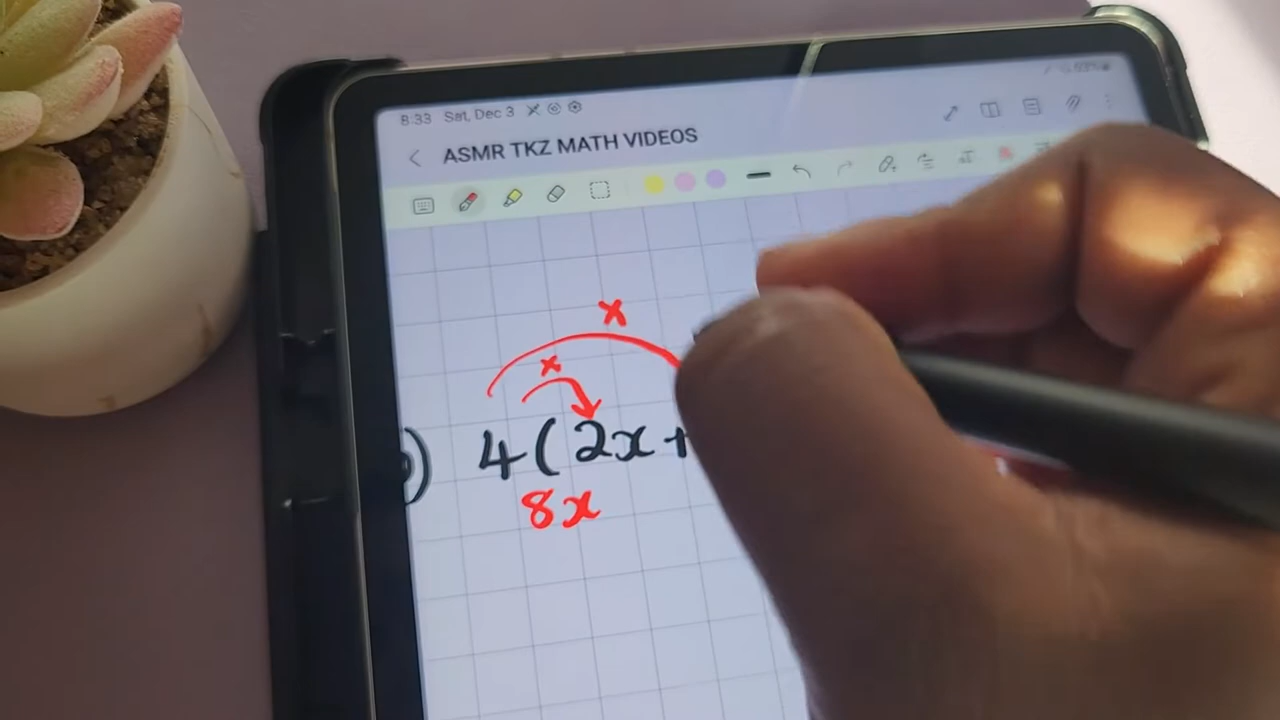 8:33 Sat, Dec 3
ASMR TKZ MATH VIDEOS
x
x
) 4(2x+
8x